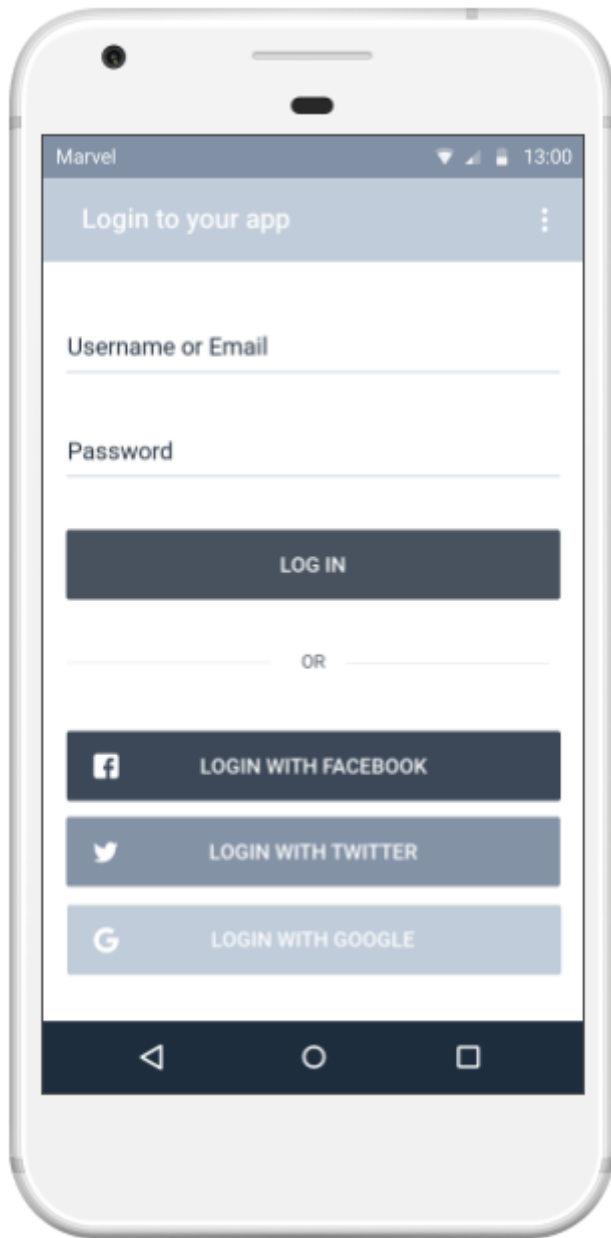 Marvel 13:00
Login to your app
Username or Email
Password
LOG IN
OR
LOGIN WITH FACEBOOK
LOGIN WITH TWITTER
LOGIN WITH GOOGLE